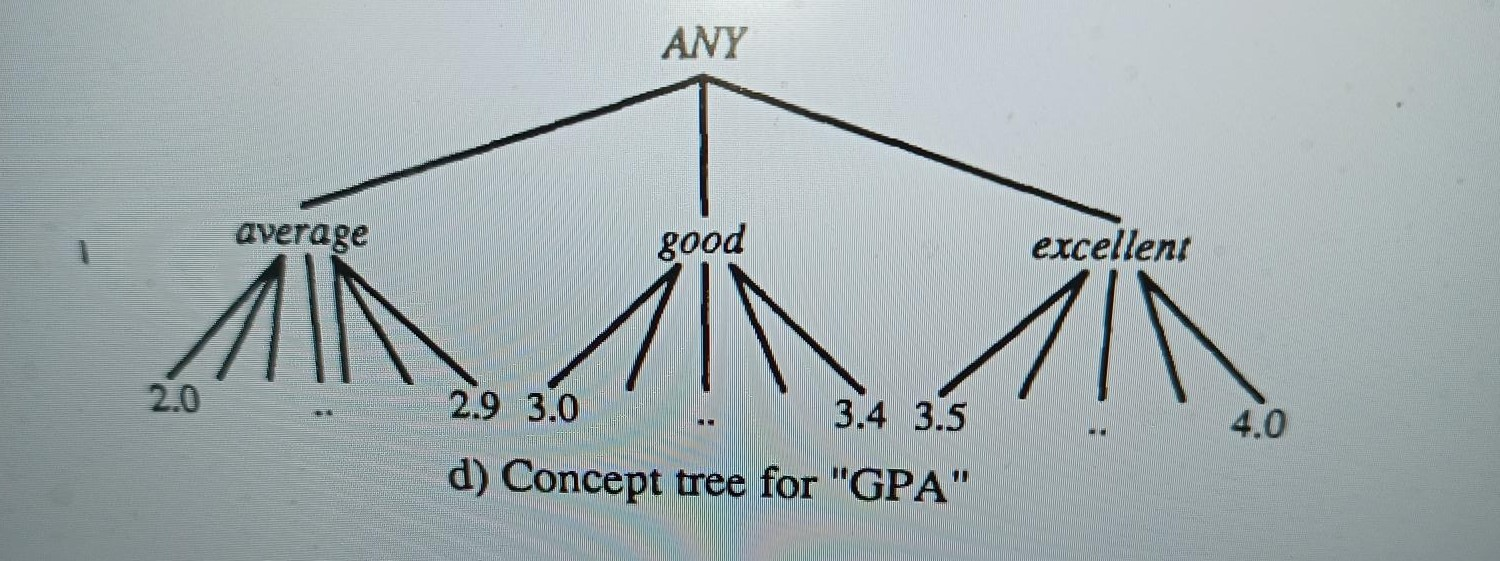 ANY
average good excellent
2.0 .. 2.9 3.0 .. 3.4 3.5 .. 4.0
d) Concept tree for "GPA"